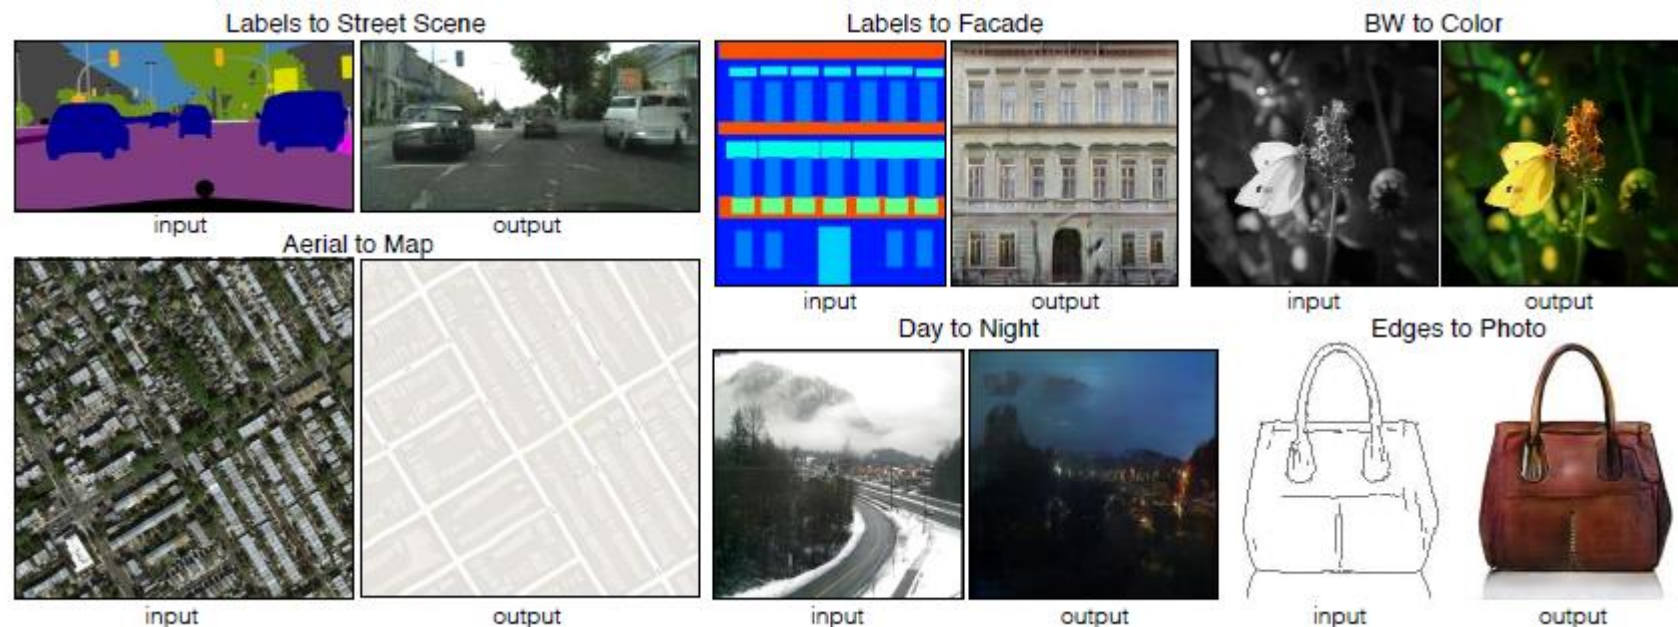 Labels to Street Scene
input
output
Aerial to Map
input
output
Labels to Facade
input
output
BW to Color
input
output
Day to Night
input
output
Edges to Photo
input
output